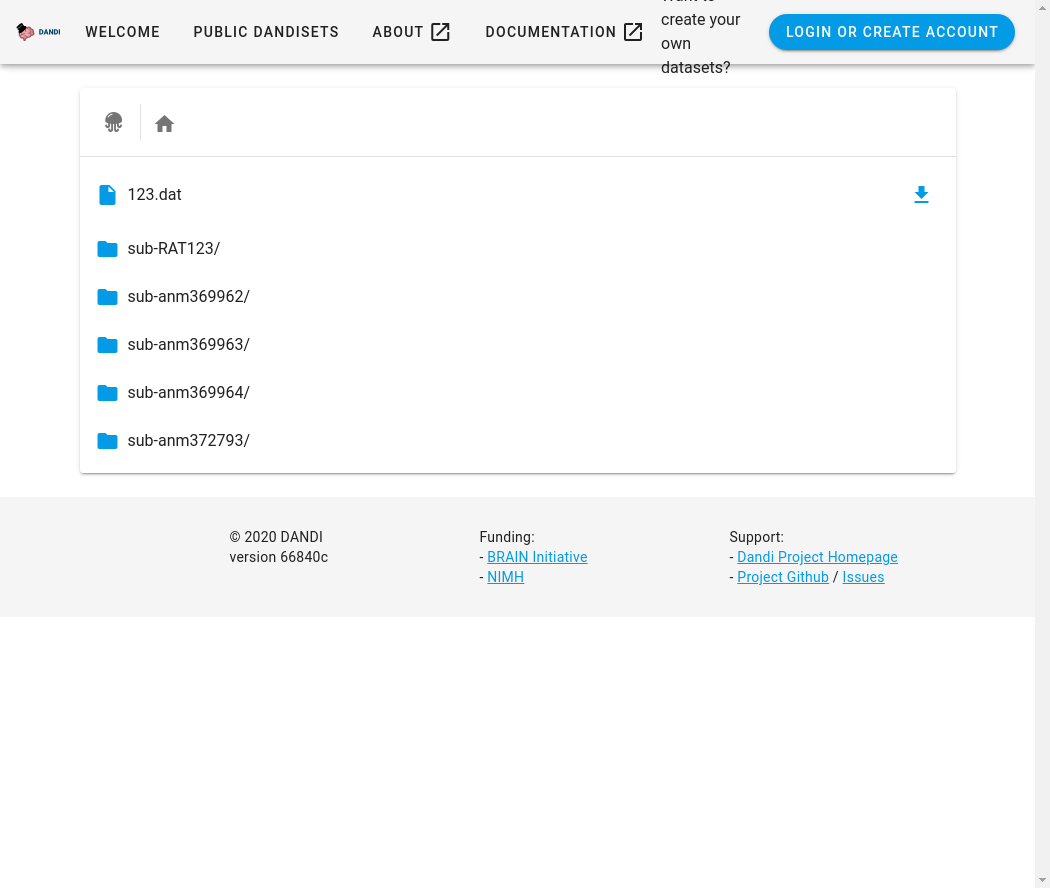 DANDI
WELCOME
PUBLIC DANDISETS
ABOUT
DOCUMENTATION
create your
own
datasets?
LOGIN OR CREATE ACCOUNT
123.dat
sub-RAT123/
sub-anm369962/
sub-anm369963/
sub-anm369964/
sub-anm372793/
© 2020 DANDI
version 66840c
Funding:
- BRAIN Initiative
- NIMH
Support:
- Dandi Project Homepage
- Project Github / Issues